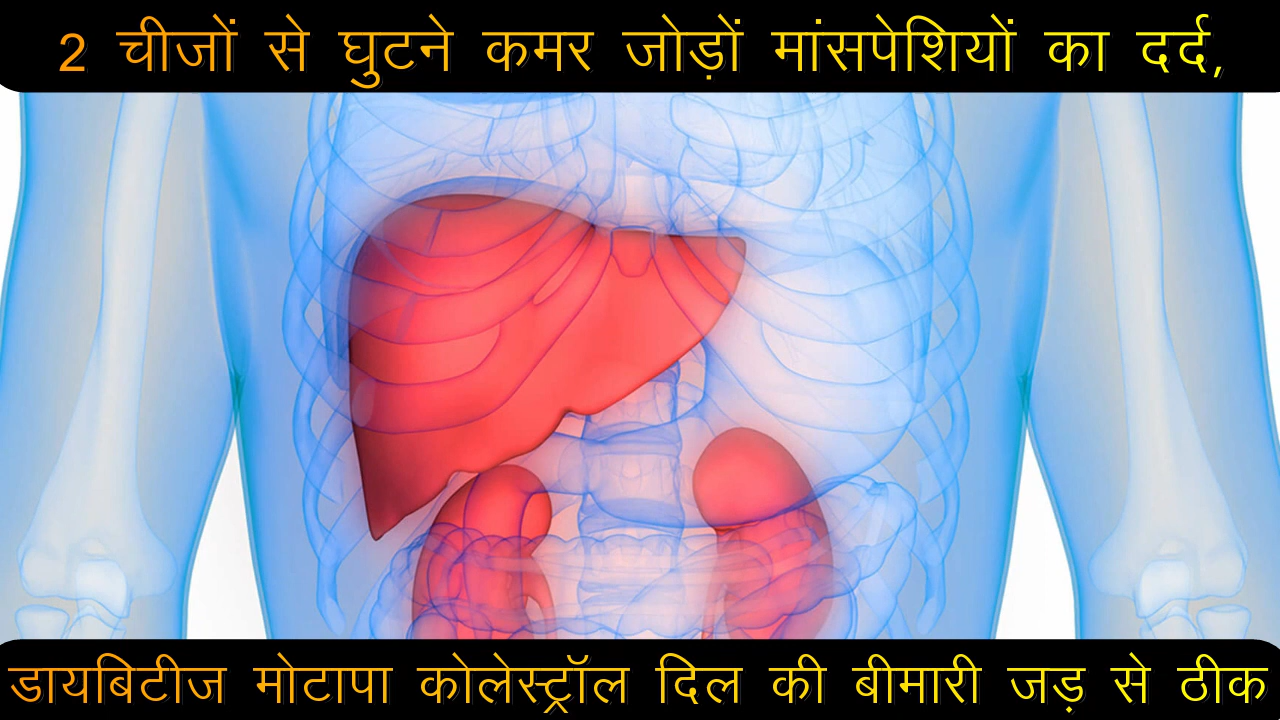 2 चीजों से घुटने कमर जोड़ों मांसपेशियों का दर्द,
डायबिटीज मोटापा कोलेस्ट्रॉल दिल की बीमारी जड़ से ठीक